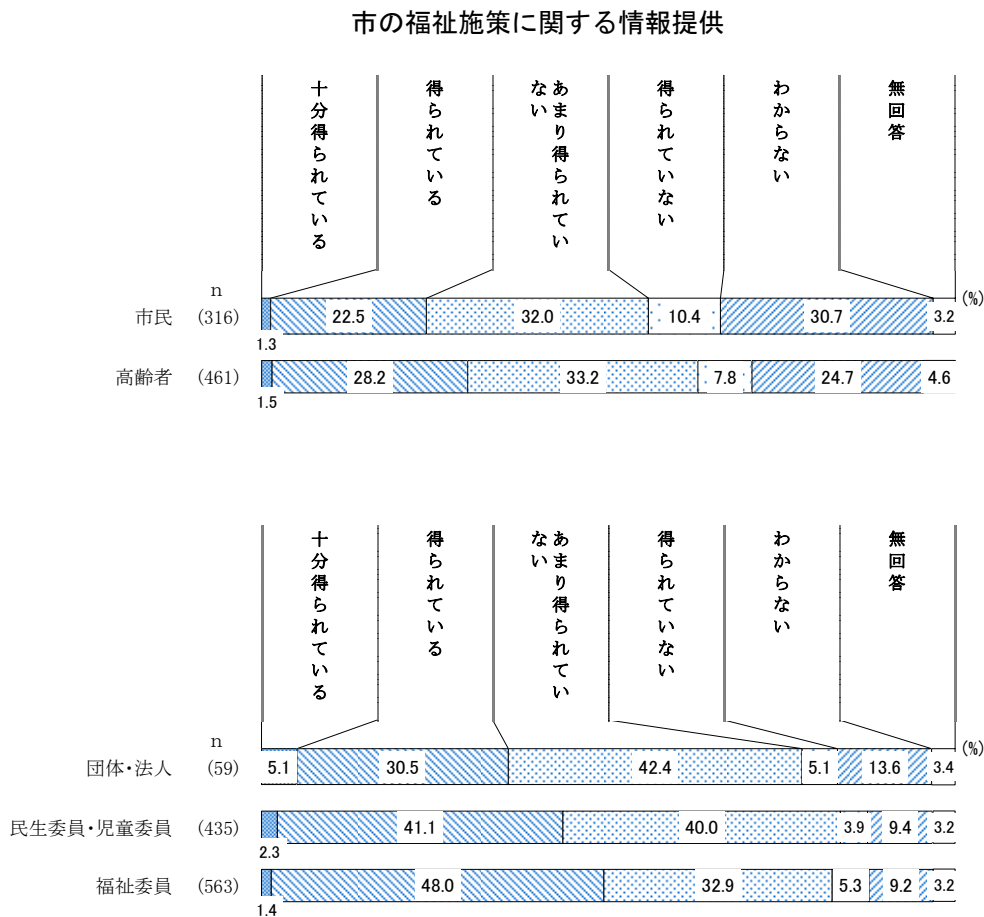 市の福祉施策に関する情報提供
十分得られている
得られている
あまり得られてい
ない
得られていない
わからない
無回答
n
(%)
市民 (316) 22.5 32.0 10.4 30.7 3.2
1.3
高齢者 (461) 28.2 33.2 7.8 24.7 4.6
1.5
十分得られている
得られている
あまり得られてい
ない
得られていない
わからない
無回答
n
(%)
団体・法人 (59) 5.1 30.5 42.4 5.1 13.6 3.4
民生委員・児童委員 (435) 41.1 40.0 3.9 9.4 3.2
2.3
福祉委員 (563) 48.0 32.9 5.3 9.2 3.2
1.4